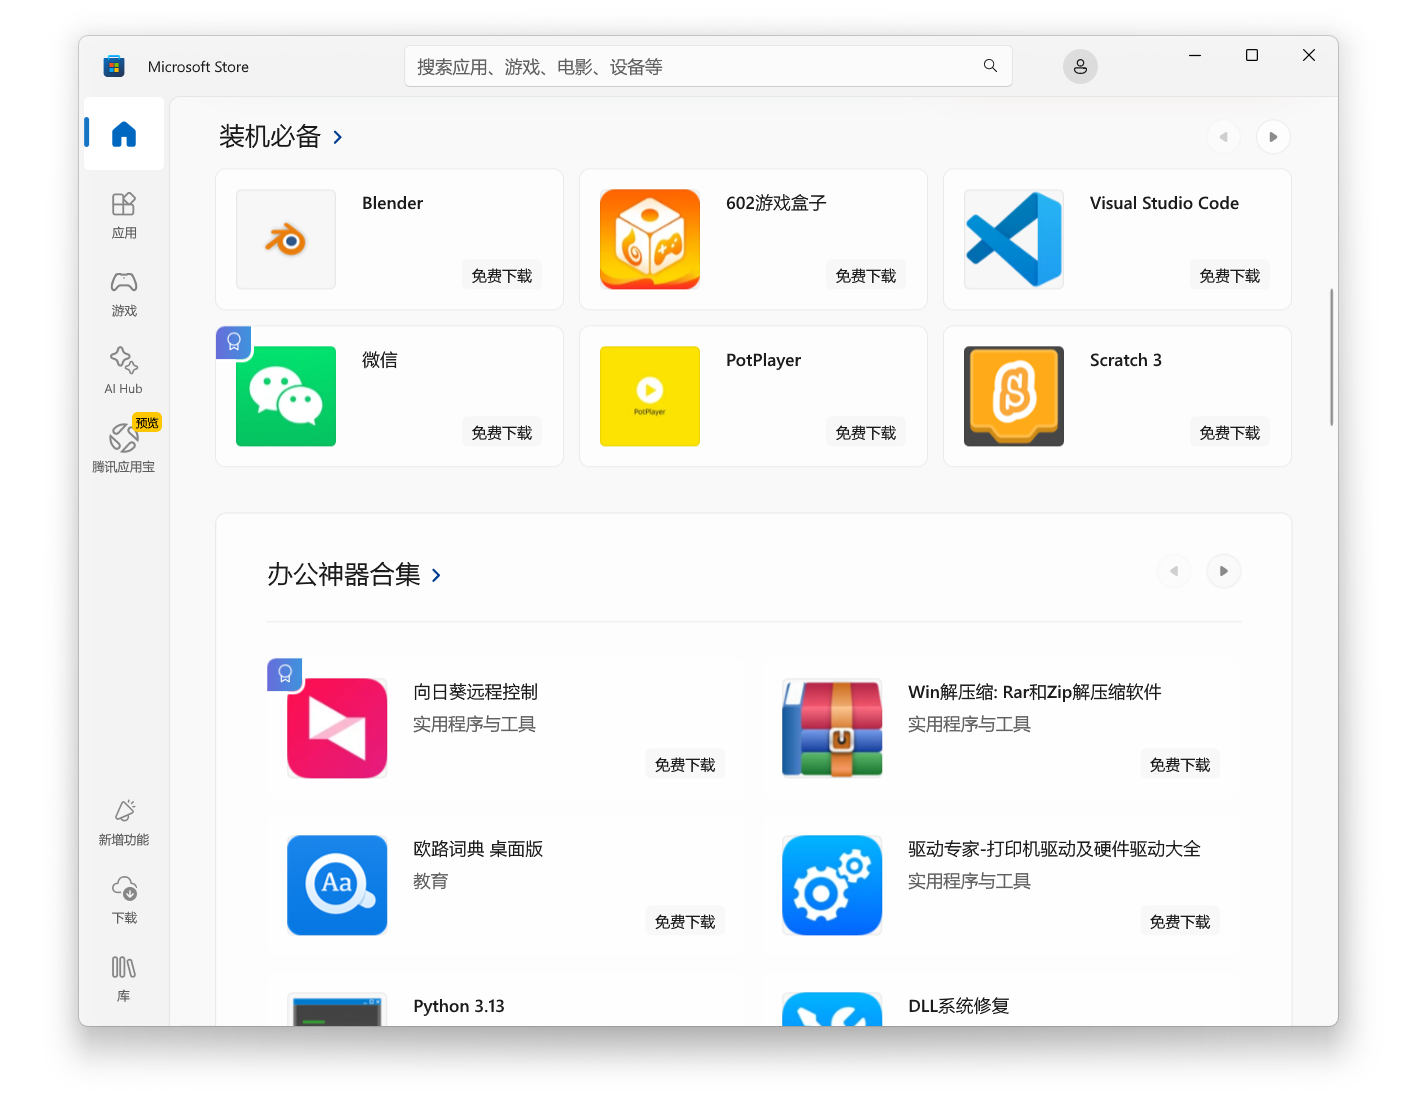 Microsoft Store
搜索应用、游戏、电影、设备等
应用
游戏
AI Hub
预览
腾讯应用宝
新增功能
下载
库
装机必备
Blender
免费下载
602游戏盒子
免费下载
Visual Studio Code
免费下载
微信
免费下载
PotPlayer
PotPlayer
免费下载
Scratch 3
S
免费下载
办公神器合集
向日葵远程控制
实用程序与工具
免费下载
Win解压缩: Rar和Zip解压缩软件
实用程序与工具
免费下载
Aa
欧路词典 桌面版
教育
免费下载
驱动专家-打印机驱动及硬件驱动大全
实用程序与工具
免费下载
Python 3.13
DLL系统修复